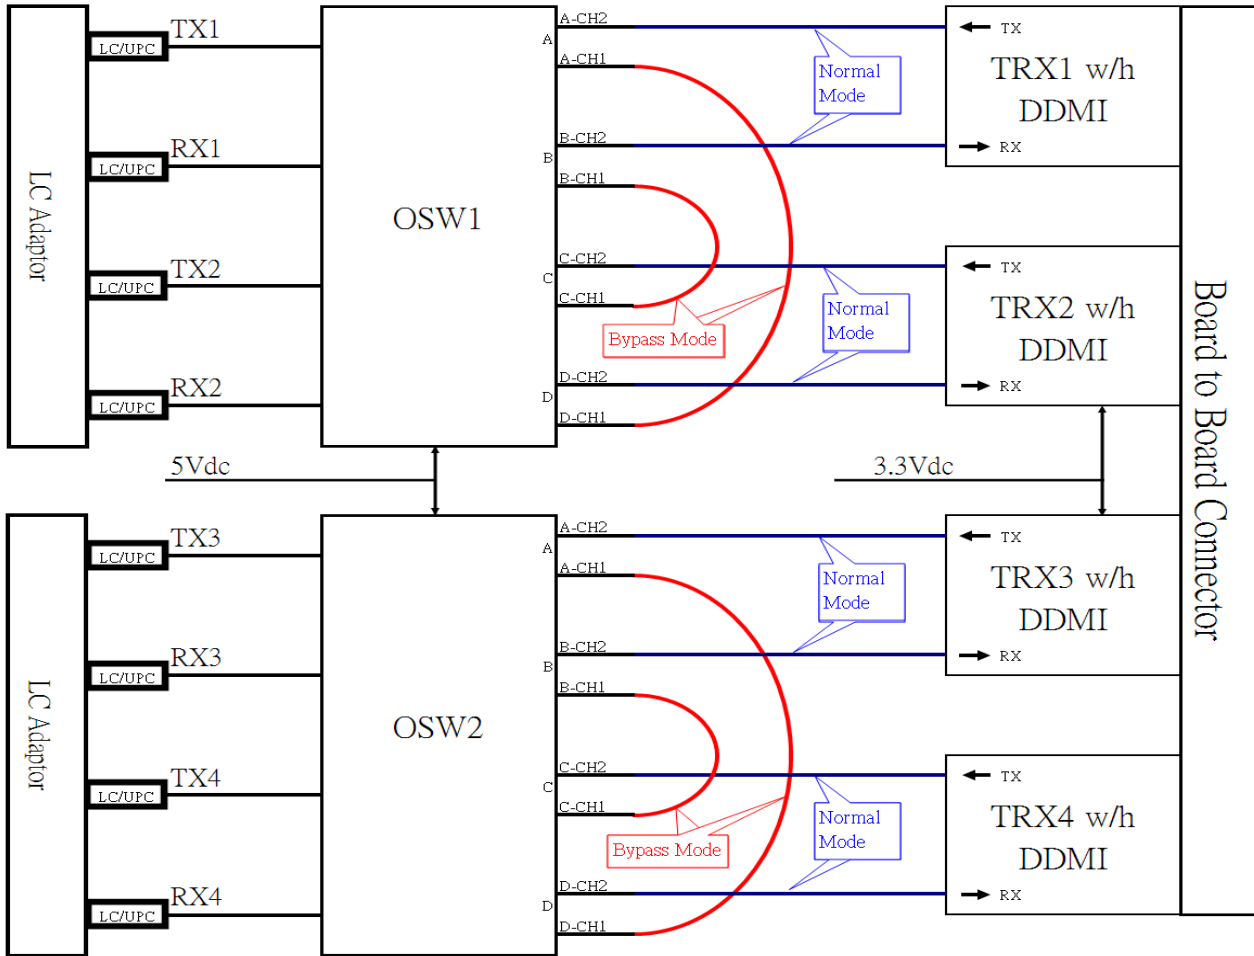 LC Adaptor
LC/UPC
TX1
LC/UPC
RX1
LC/UPC
TX2
LC/UPC
RX2
OSW1
A
B
C
D
A-CH2
A-CH1
B-CH2
B-CH1
C-CH2
C-CH1
D-CH2
D-CH1
Normal
Mode
Bypass Mode
Normal
Mode
TX
TRX1 w/h
DDMI
RX
TX
TRX2 w/h
DDMI
RX
Board to Board Connector
5Vdc
3.3Vdc
LC Adaptor
LC/UPC
TX3
LC/UPC
RX3
LC/UPC
TX4
LC/UPC
RX4
OSW2
A
B
C
D
A-CH2
A-CH1
B-CH2
B-CH1
C-CH2
C-CH1
D-CH2
D-CH1
Normal
Mode
Bypass Mode
Normal
Mode
TX
TRX3 w/h
DDMI
RX
TX
TRX4 w/h
DDMI
RX